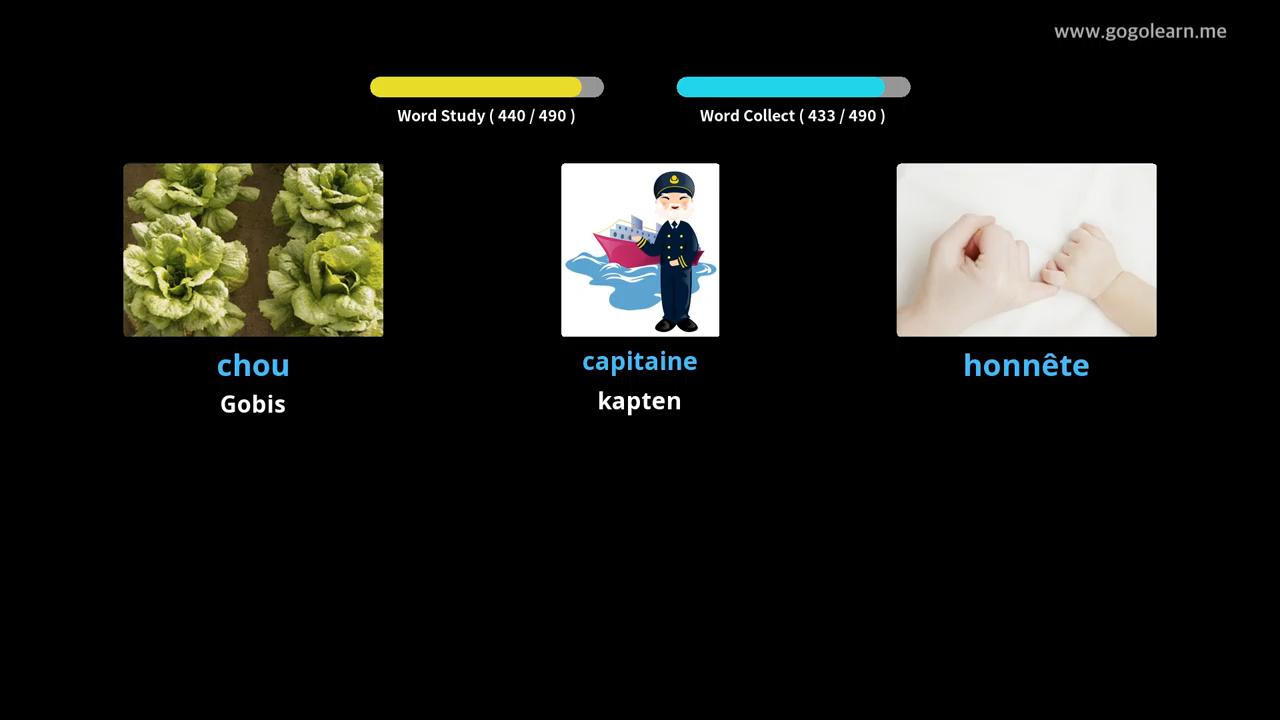 www.gogolearn.me
Word Study ( 440 / 490 )
Word Collect ( 433 / 490 )
chou
Gobis
capitaine
kapten
honnête